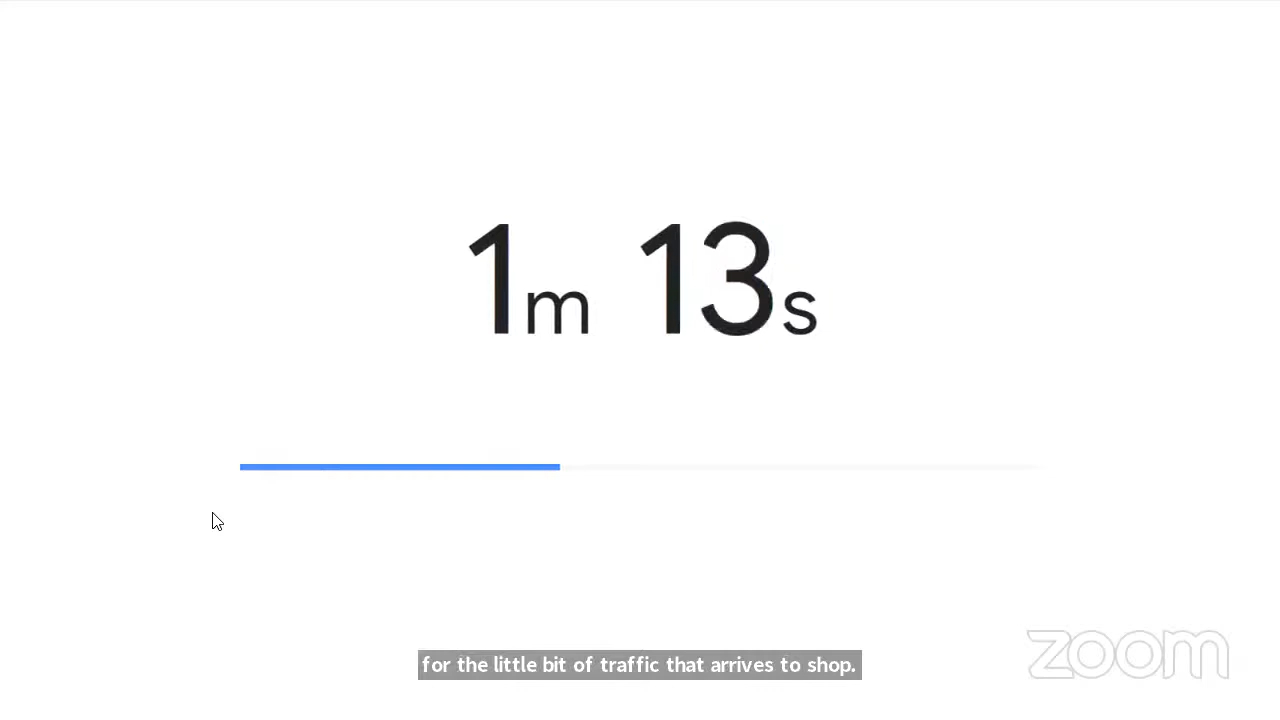 1m 13s
for the little bit of traffic that arrives to shop.
zoom